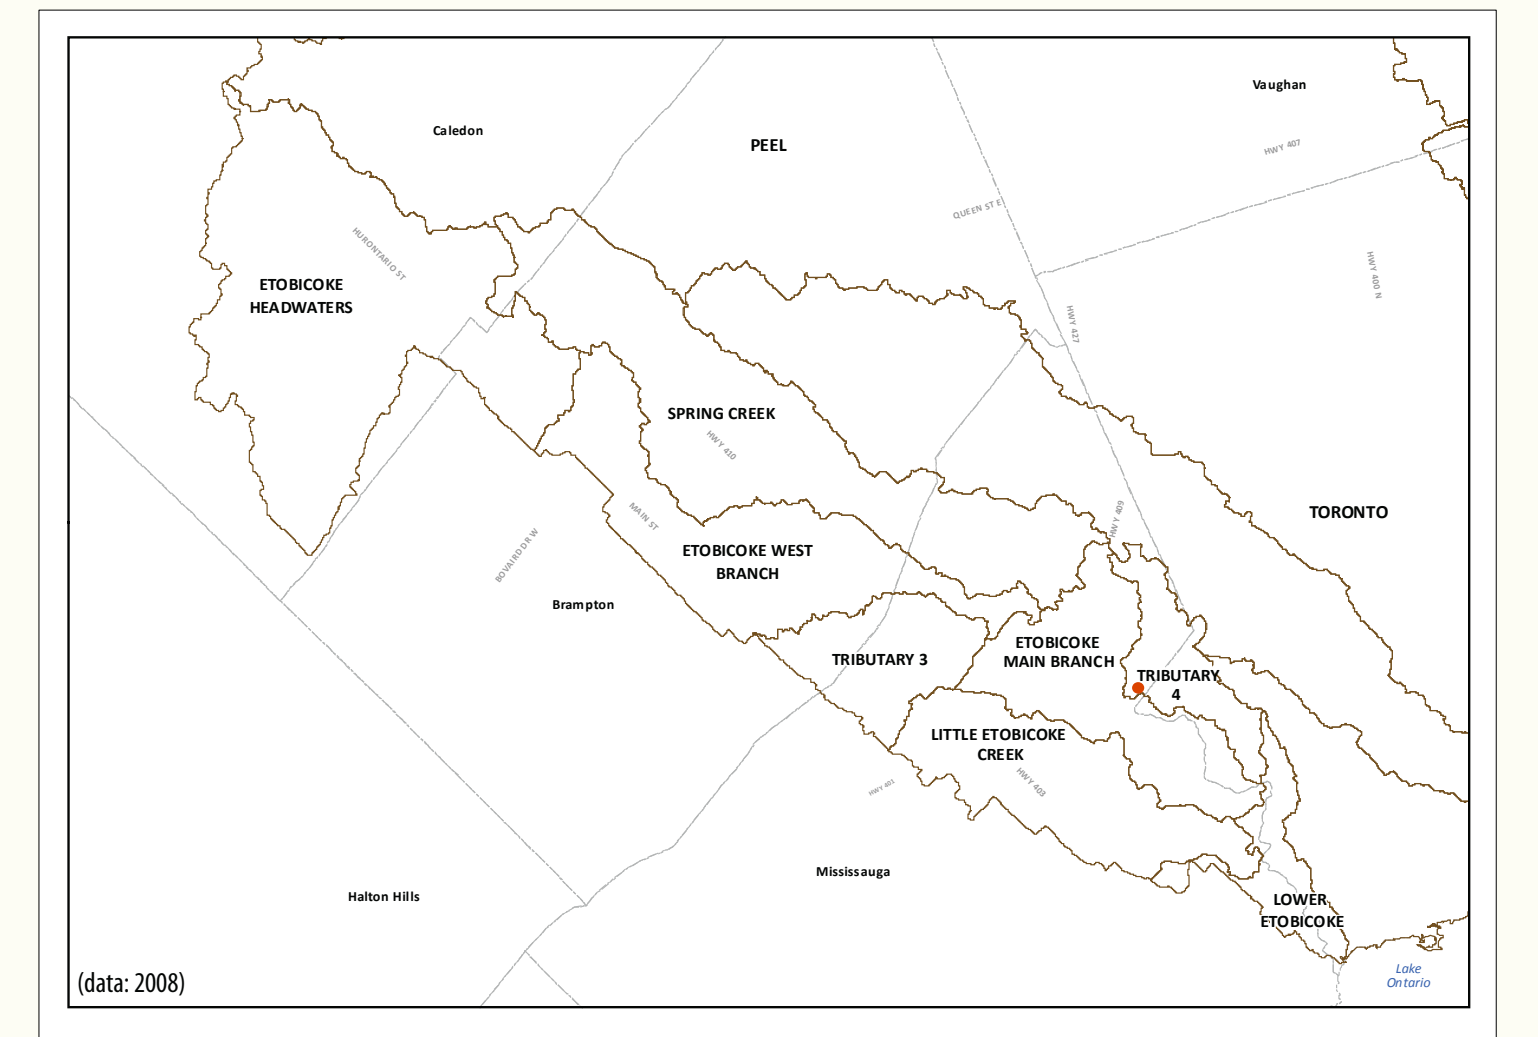 Vaughan
Caledon
PEEL
HWY 407
QUEEN ST E
HURONTARIO ST
HWY 400 N
ETOBICOKE
HEADWATERS
HWY 427
SPRING CREEK
HWY 410
MAIN ST
HWY 409
TORONTO
BOVAIRD DR W
ETOBICOKE WEST
BRANCH
Brampton
ETOBICOKE
MAIN BRANCH
TRIBUTARY 3
TRIBUTARY
4
LITTLE ETOBICOKE
CREEK
HWY 401
HWY 403
Mississauga
Halton Hills
LOWER
ETOBICOKE
Lake
Ontario
(data: 2008)